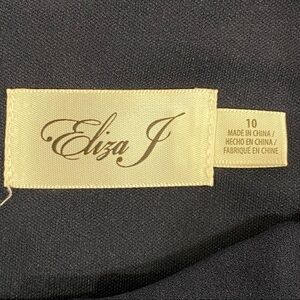 Eliza J
10
MADE IN CHINA /
HECHO EN CHINA /
FABRIQUÉ EN CHINE